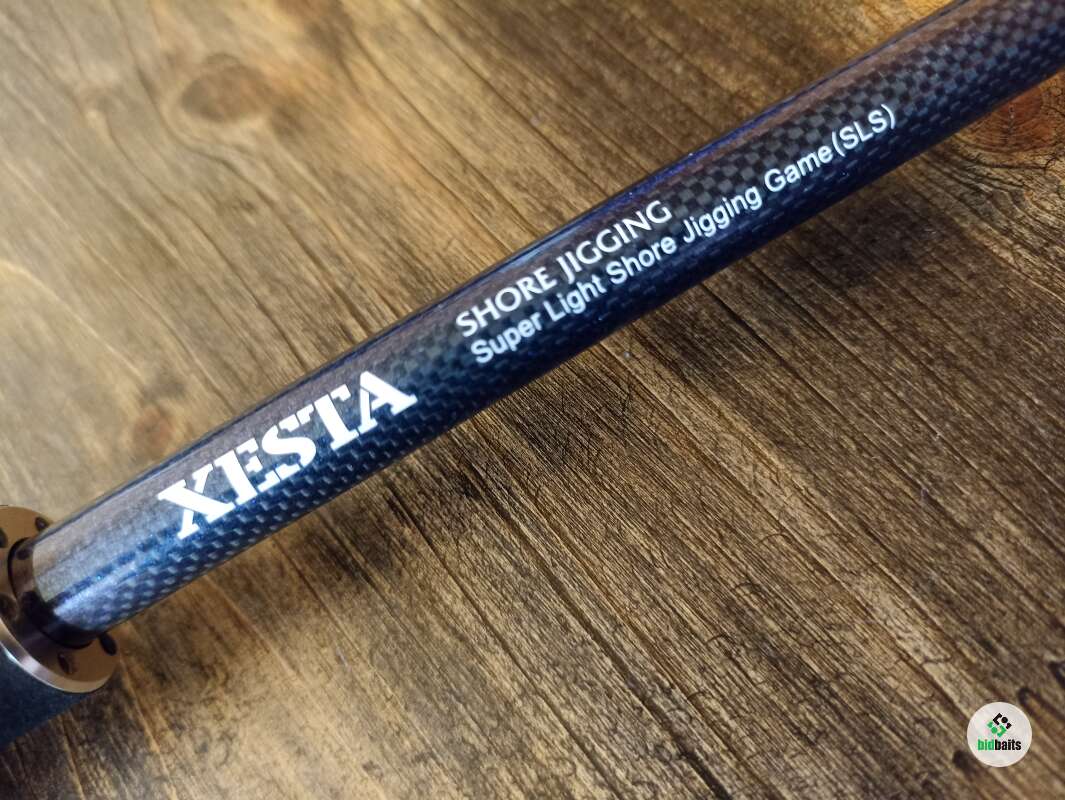 XESTA
SHORE JIGGING
Super Light Shore Jigging Game(SLS)
bidbaits